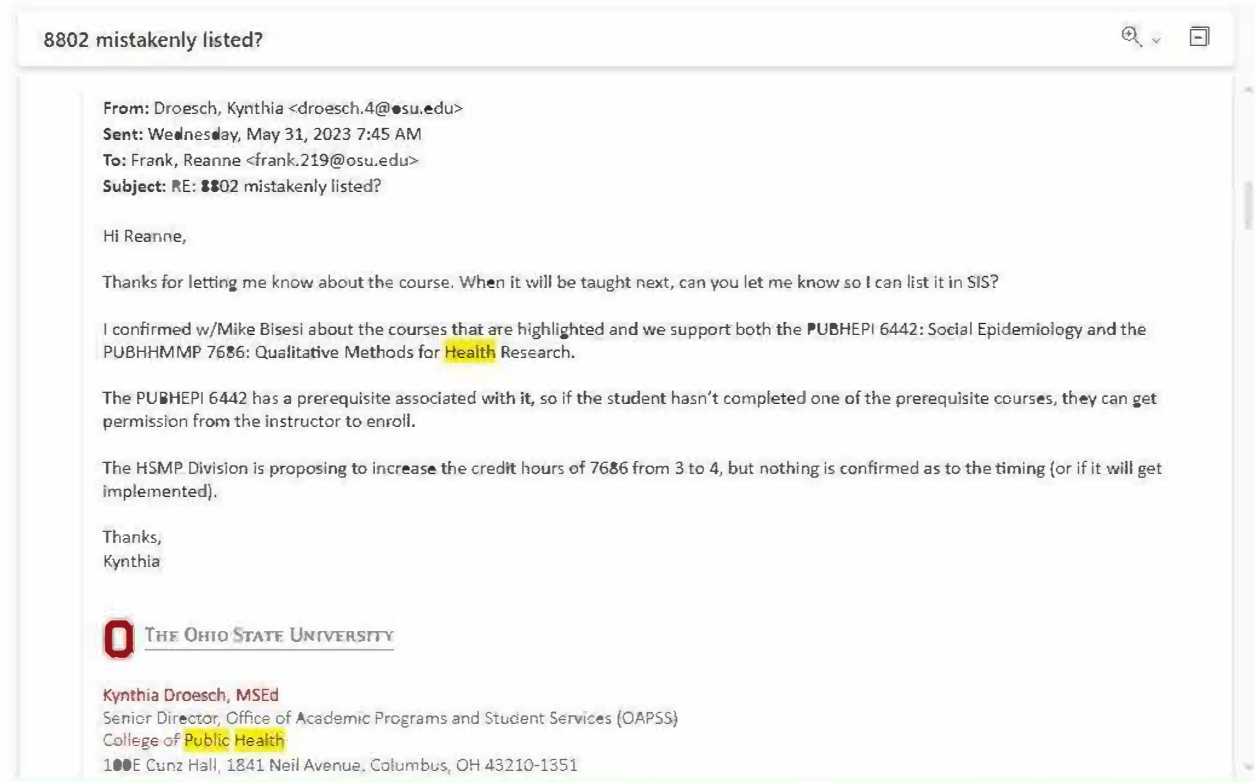 8802 mistakenly listed?
From: Droesch, Kynthia <droesch.4@osu.edu>
Sent: Wednesday, May 31, 2023 7:45 AM
To: Frank, Reanne <frank.219@osu.edu>
Subject: RE: 8802 mistakenly listed?
Hi Reanne,
Thanks for letting me know about the course. When it will be taught next, can you let me know so I can list it in SIS?
I confirmed w/Mike Bisesi about the courses that are highlighted and we support both the PUBHEPI 6442: Social Epidemiology and the
PUBHHMMP 7686: Qualitative Methods for Health Research.
The PUBHEPI 6442 has a prerequisite associated with it, so if the student hasn't completed one of the prerequisite courses, they can get
permission from the instructor to enroll.
The HSMP Division is proposing to increase the credit hours of 7686 from 3 to 4, but nothing is confirmed as to the timing (or if it will get
implemented).
Thanks,
Kynthia
THE OHIO STATE UNIVERSITY
Kynthia Droesch, MSEd
Senior Director, Office of Academic Programs and Student Services (OAPSS)
College of Public Health
100E Cunz Hall, 1841 Neil Avenue, Columbus, OH 43210-1351